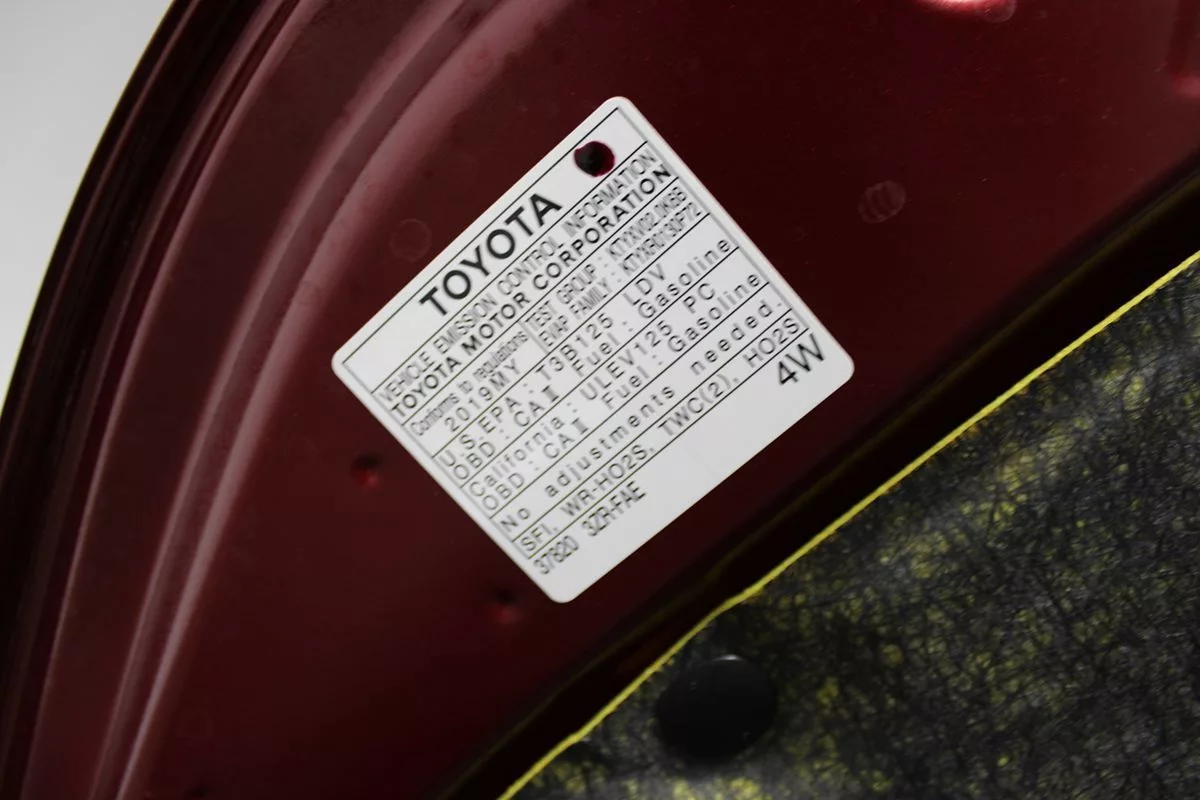 TOYOTA
VEHICLE EMISSION CONTROL INFORMATION
TOYOTA MOTOR CORPORATION
Conforms to regulations TEST GROUP : KTYXV02.0K6B
2019MY EVAP FAMILY : KTYXR0130P72
U.S.EPA : T3B125 LDV
OBD : CAⅡ Fuel : Gasoline
California : ULEV125 PC
OBD : CAⅡ Fuel : Gasoline
No adjustments needed.
SFI, WR-HO2S, TWC(2), HO2S
37620 3ZR-FAE 4W